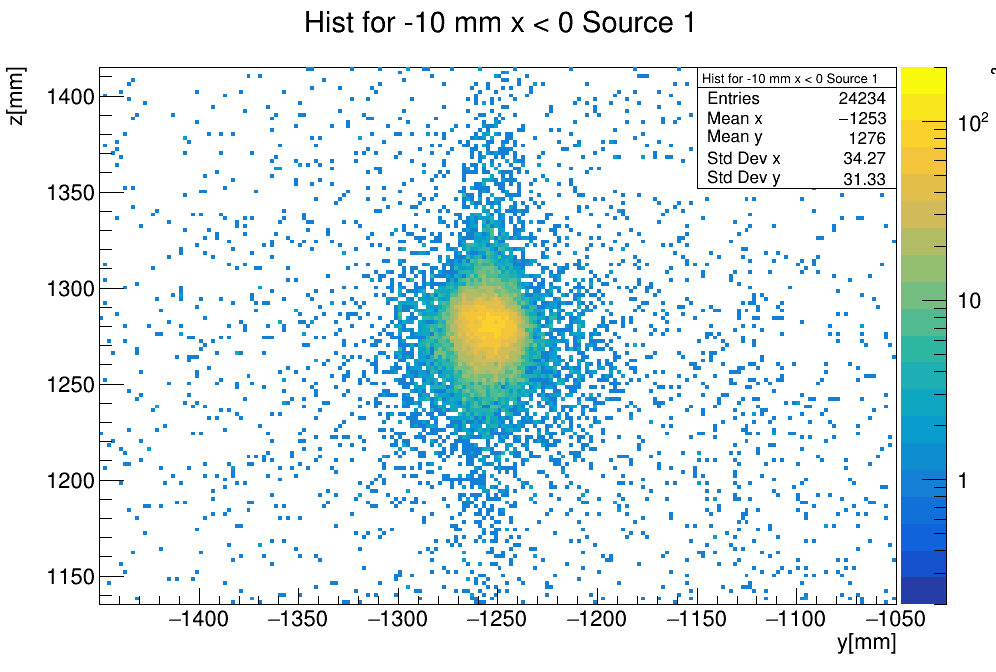 Hist for -10 mm x < 0 Source 1
z[mm]
1400
1350
1300
1250
1200
1150
Hist for -10 mm x < 0 Source 1
Entries 24234
Mean x −1253
Mean y 1276
Std Dev x 34.27
Std Dev y 31.33
10²
10
1
−1400 −1350 −1300 −1250 −1200 −1150 −1100 −1050
y[mm]